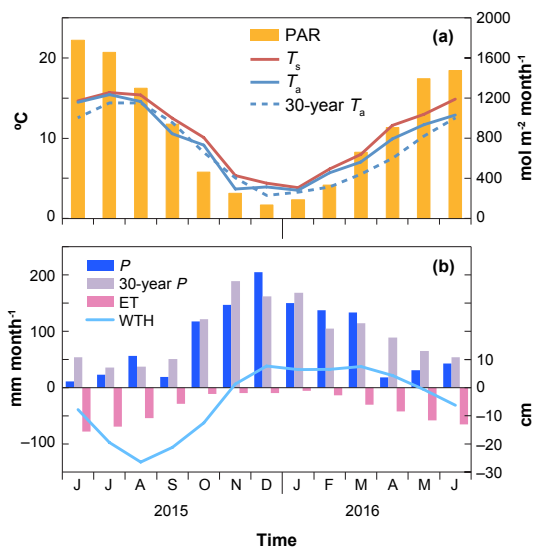 (a)
PAR
Ts
Ta
30-year Ta
ºC
20
10
0
2000
1600
1200
800
400
0
mol m-2 month-1
(b)
P
30-year P
ET
WTH
mm month-1
200
100
0
–100
10
0
–10
–20
–30
cm
J J A S O N D J F M A M J
2015 2016
Time